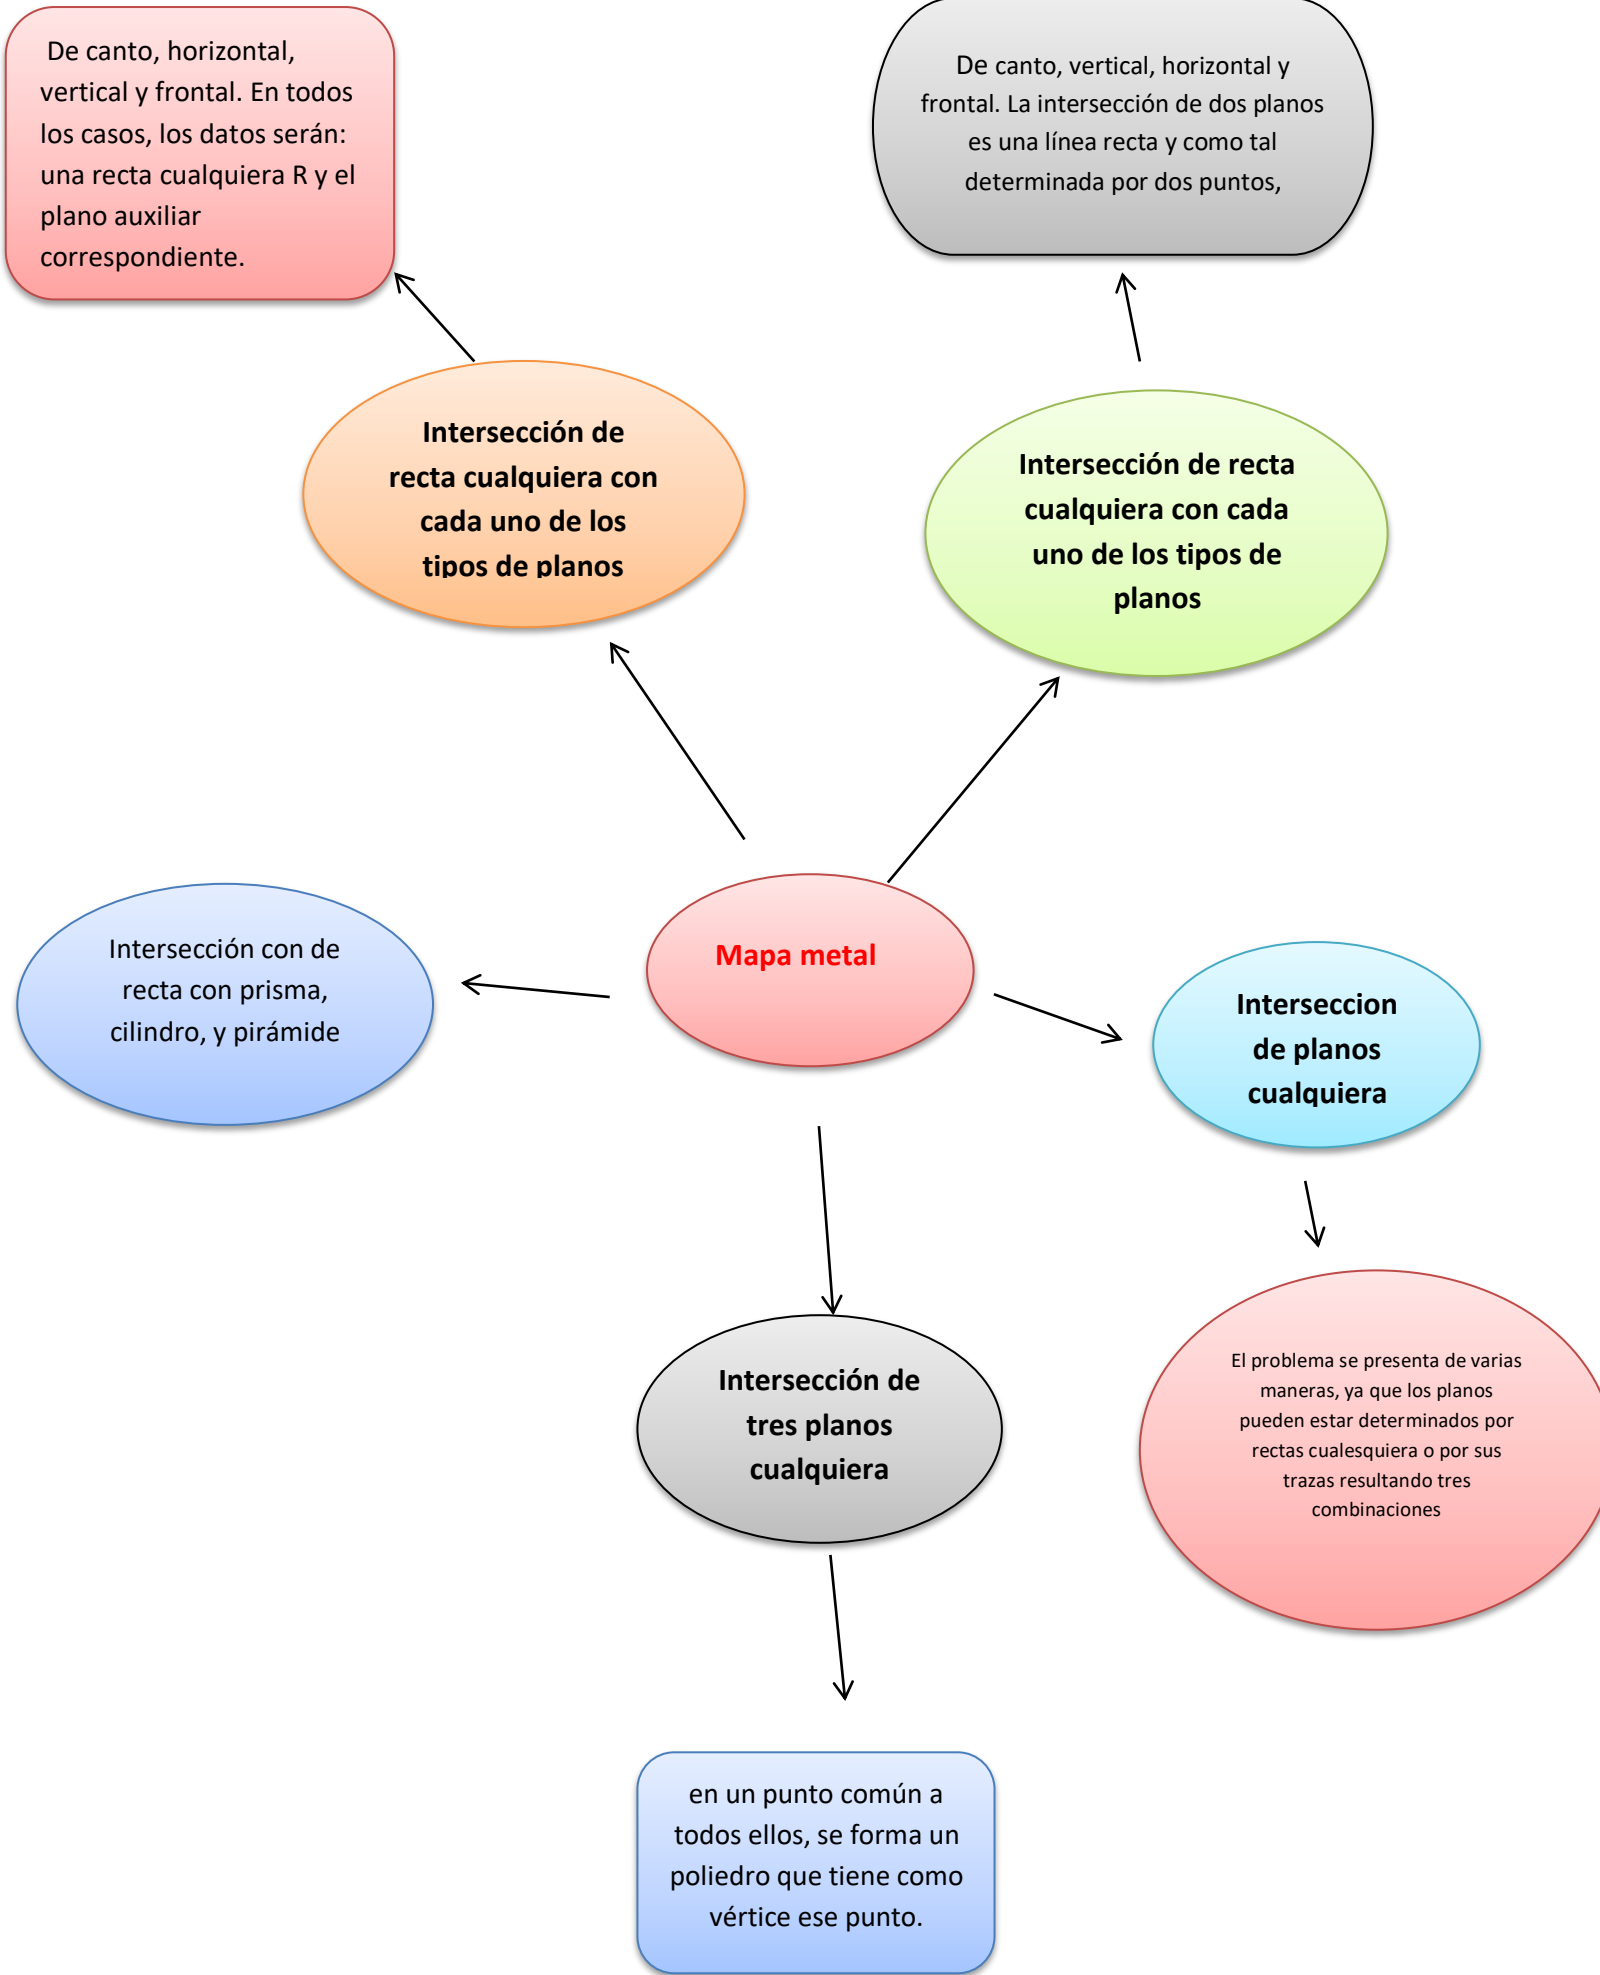 De canto, horizontal,
vertical y frontal. En todos
los casos, los datos serán:
una recta cualquiera R y el
plano auxiliar
correspondiente.
De canto, vertical, horizontal y
frontal. La intersección de dos planos
es una línea recta y como tal
determinada por dos puntos,
Intersección de
recta cualquiera con
cada uno de los
tipos de planos
Intersección de recta
cualquiera con cada
uno de los tipos de
planos
Intersección con de
recta con prisma,
cilindro, y pirámide
Mapa metal
Interseccion
de planos
cualquiera
Intersección de
tres planos
cualquiera
El problema se presenta de varias
maneras, ya que los planos
pueden estar determinados por
rectas cualesquiera o por sus
trazas resultando tres
combinaciones
en un punto común a
todos ellos, se forma un
poliedro que tiene como
vértice ese punto.